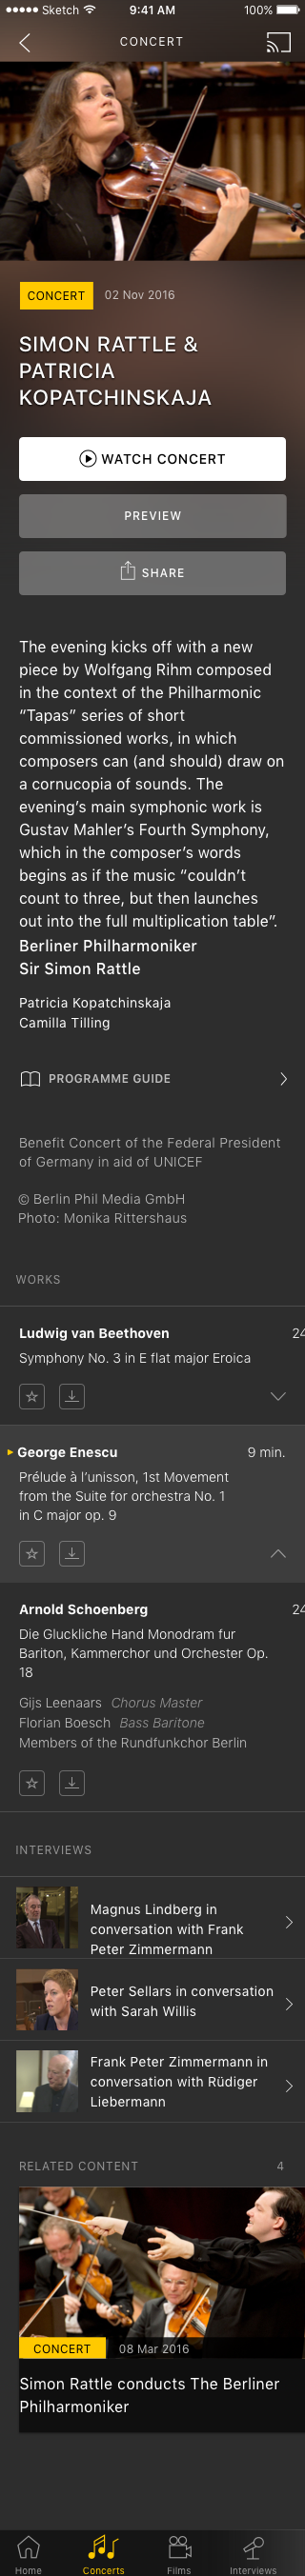 Sketch 9:41 AM 100%
CONCERT
CONCERT 02 Nov 2016
SIMON RATTLE &
PATRICIA
KOPATCHINSKAJA
WATCH CONCERT
PREVIEW
SHARE
The evening kicks off with a new
piece by Wolfgang Rihm composed
in the context of the Philharmonic
“Tapas” series of short
commissioned works, in which
composers can (and should) draw on
a cornucopia of sounds. The
evening’s main symphonic work is
Gustav Mahler’s Fourth Symphony,
which in the composer’s words
begins as if the music “couldn’t
count to three, but then launches
out into the full multiplication table”.
Berliner Philharmoniker
Sir Simon Rattle
Patricia Kopatchinskaja
Camilla Tilling
PROGRAMME GUIDE
Benefit Concert of the Federal President
of Germany in aid of UNICEF
© Berlin Phil Media GmbH
Photo: Monika Rittershaus
WORKS
Ludwig van Beethoven 24
Symphony No. 3 in E flat major Eroica
George Enescu 9 min.
Prélude à l’unisson, 1st Movement
from the Suite for orchestra No. 1
in C major op. 9
Arnold Schoenberg 24
Die Gluckliche Hand Monodram fur
Bariton, Kammerchor und Orchester Op.
18
Gijs Leenaars Chorus Master
Florian Boesch Bass Baritone
Members of the Rundfunkchor Berlin
INTERVIEWS
Magnus Lindberg in
conversation with Frank
Peter Zimmermann
Peter Sellars in conversation
with Sarah Willis
Frank Peter Zimmermann in
conversation with Rüdiger
Liebermann
RELATED CONTENT 4
CONCERT 08 Mar 2016
Simon Rattle conducts The Berliner
Philharmoniker
Home Concerts Films Interviews